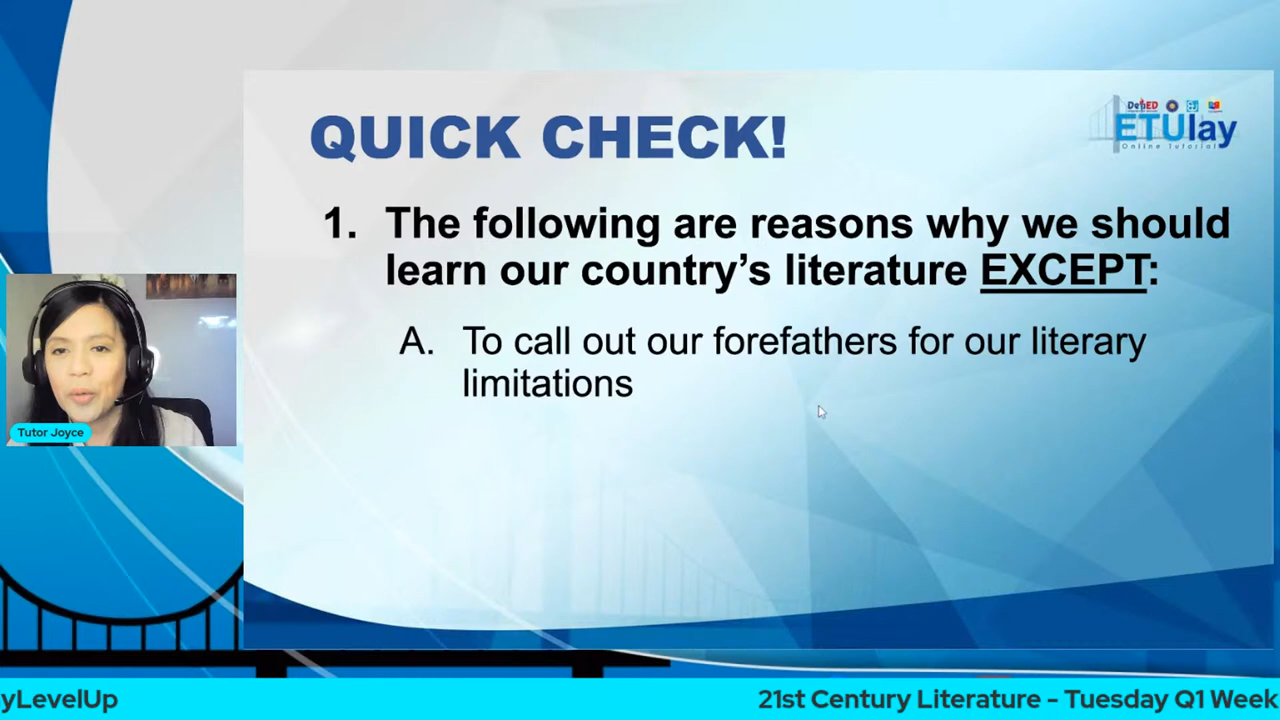 QUICK CHECK!
DepED
ETUlay
Online Tutorial
1. The following are reasons why we should
learn our country’s literature EXCEPT:
A. To call out our forefathers for our literary
limitations
Tutor Joyce
yLevelUp
21st Century Literature - Tuesday Q1 Week